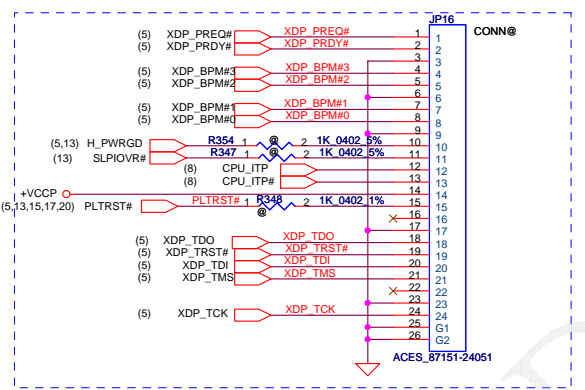 JP16
CONN@
(5) XDP_PREQ# XDP_PREQ# 1 1
(5) XDP_PRDY# XDP_PRDY# 2 2
3 3
(5) XDP_BPM#3 XDP_BPM#3 4 4
(5) XDP_BPM#2 XDP_BPM#2 5 5
6 6
(5) XDP_BPM#1 XDP_BPM#1 7 7
(5) XDP_BPM#0 XDP_BPM#0 8 8
9 9
(5,13) H_PWRGD R354 1 @ 2 1K_0402_5% 10 10
(13) SLPIOVR# R347 1 @ 2 1K_0402_5% 11 11
(8) CPU_ITP 12 12
(8) CPU_ITP# 13 13
+VCCP 14 14
(5,13,15,17,20) PLTRST# PLTRST# 1 R348 @ 2 1K_0402_1% 15 15
16 16
17 17
(5) XDP_TDO XDP_TDO 18 18
(5) XDP_TRST# XDP_TRST# 19 19
(5) XDP_TDI XDP_TDI 20 20
(5) XDP_TMS XDP_TMS 21 21
22 22
23 23
(5) XDP_TCK XDP_TCK 24 24
25 G1
26 G2
ACES_87151-24051